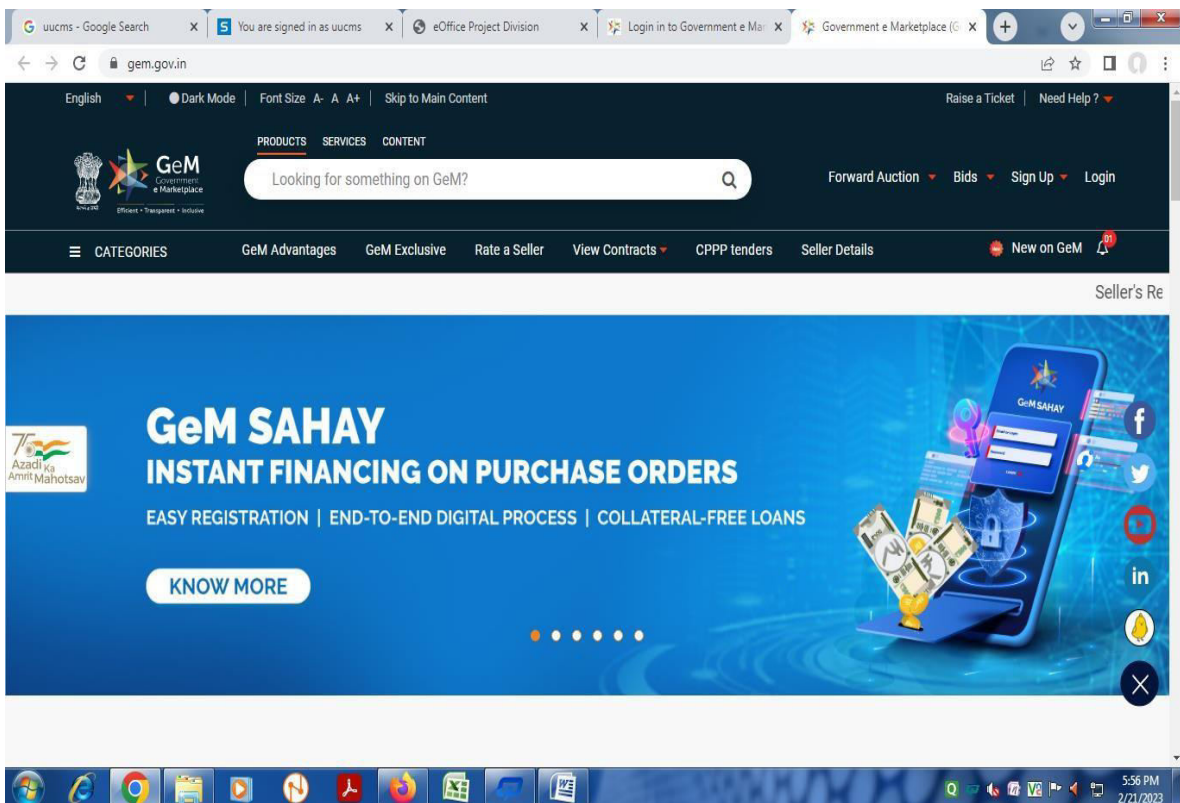 uucms - Google Search
You are signed in as uucms
eOffice Project Division
Login in to Government e Mar
Government e Marketplace (G
gem.gov.in
English
Dark Mode
Font Size A- A A+
Skip to Main Content
Raise a Ticket
Need Help ?
PRODUCTS SERVICES CONTENT
GeM
Government
e Marketplace
Efficient • Transparent • Inclusive
Looking for something on GeM?
Forward Auction
Bids
Sign Up
Login
CATEGORIES
GeM Advantages
GeM Exclusive
Rate a Seller
View Contracts
CPPP tenders
Seller Details
New on GeM
01
Seller's Re
75
Azadi Ka
Amrit Mahotsav
GeM SAHAY
INSTANT FINANCING ON PURCHASE ORDERS
EASY REGISTRATION | END-TO-END DIGITAL PROCESS | COLLATERAL-FREE LOANS
KNOW MORE
GeM SAHAY
5:56 PM
2/21/2023